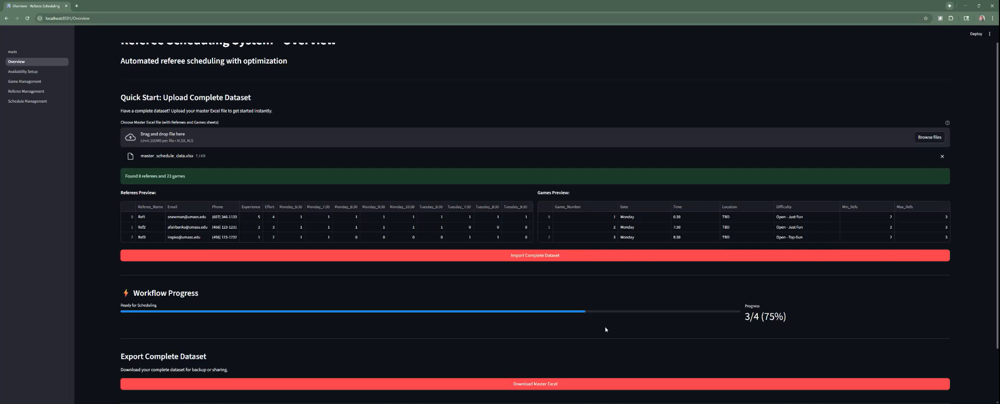 Overview - Referee Scheduling
localhost:8501/Overview
Deploy
main
Overview
Availability Setup
Game Management
Referee Management
Schedule Management
Referee Scheduling System - Overview
Automated referee scheduling with optimization
Quick Start: Upload Complete Dataset
Have a complete dataset? Upload your master Excel file to get started instantly.
Choose Master Excel file (with Referees and Games sheets)
Drag and drop file here
Limit 200MB per file • XLSX, XLS
Browse files
master_schedule_data.xlsx 7.1KB
Found 8 referees and 23 games
Referees Preview:
Referee_Name Email Phone Experience Effort Monday_6:30 Monday_7:30 Monday_8:30 Monday_9:30 Monday_10:30 Tuesday_6:30 Tuesday_7:30 Tuesday_8:30 Tuesday_9:30
0 Ref1 snewman@umass.edu (607) 346-1133 5 4 1 1 1 1 1 1 1 1 1
1 Ref2 afairbanks@umass.edu (456) 123-1231 2 3 1 1 1 1 1 1 0 0 0
2 Ref3 lrapko@umass.edu (456) 123-1232 1 2 1 1 0 0 0 0 1 1 0
Games Preview:
Game_Number Date Time Location Difficulty Min_Refs Max_Refs
0 1 Monday 6:30 TBD Open - Just Fun 2 3
1 2 Monday 7:30 TBD Open - Just Fun 2 3
2 3 Monday 8:30 TBD Open - Top Gun 2 3
Import Complete Dataset
Workflow Progress
Ready for Scheduling
Progress
3/4 (75%)
Export Complete Dataset
Download your complete dataset for backup or sharing.
Download Master Excel